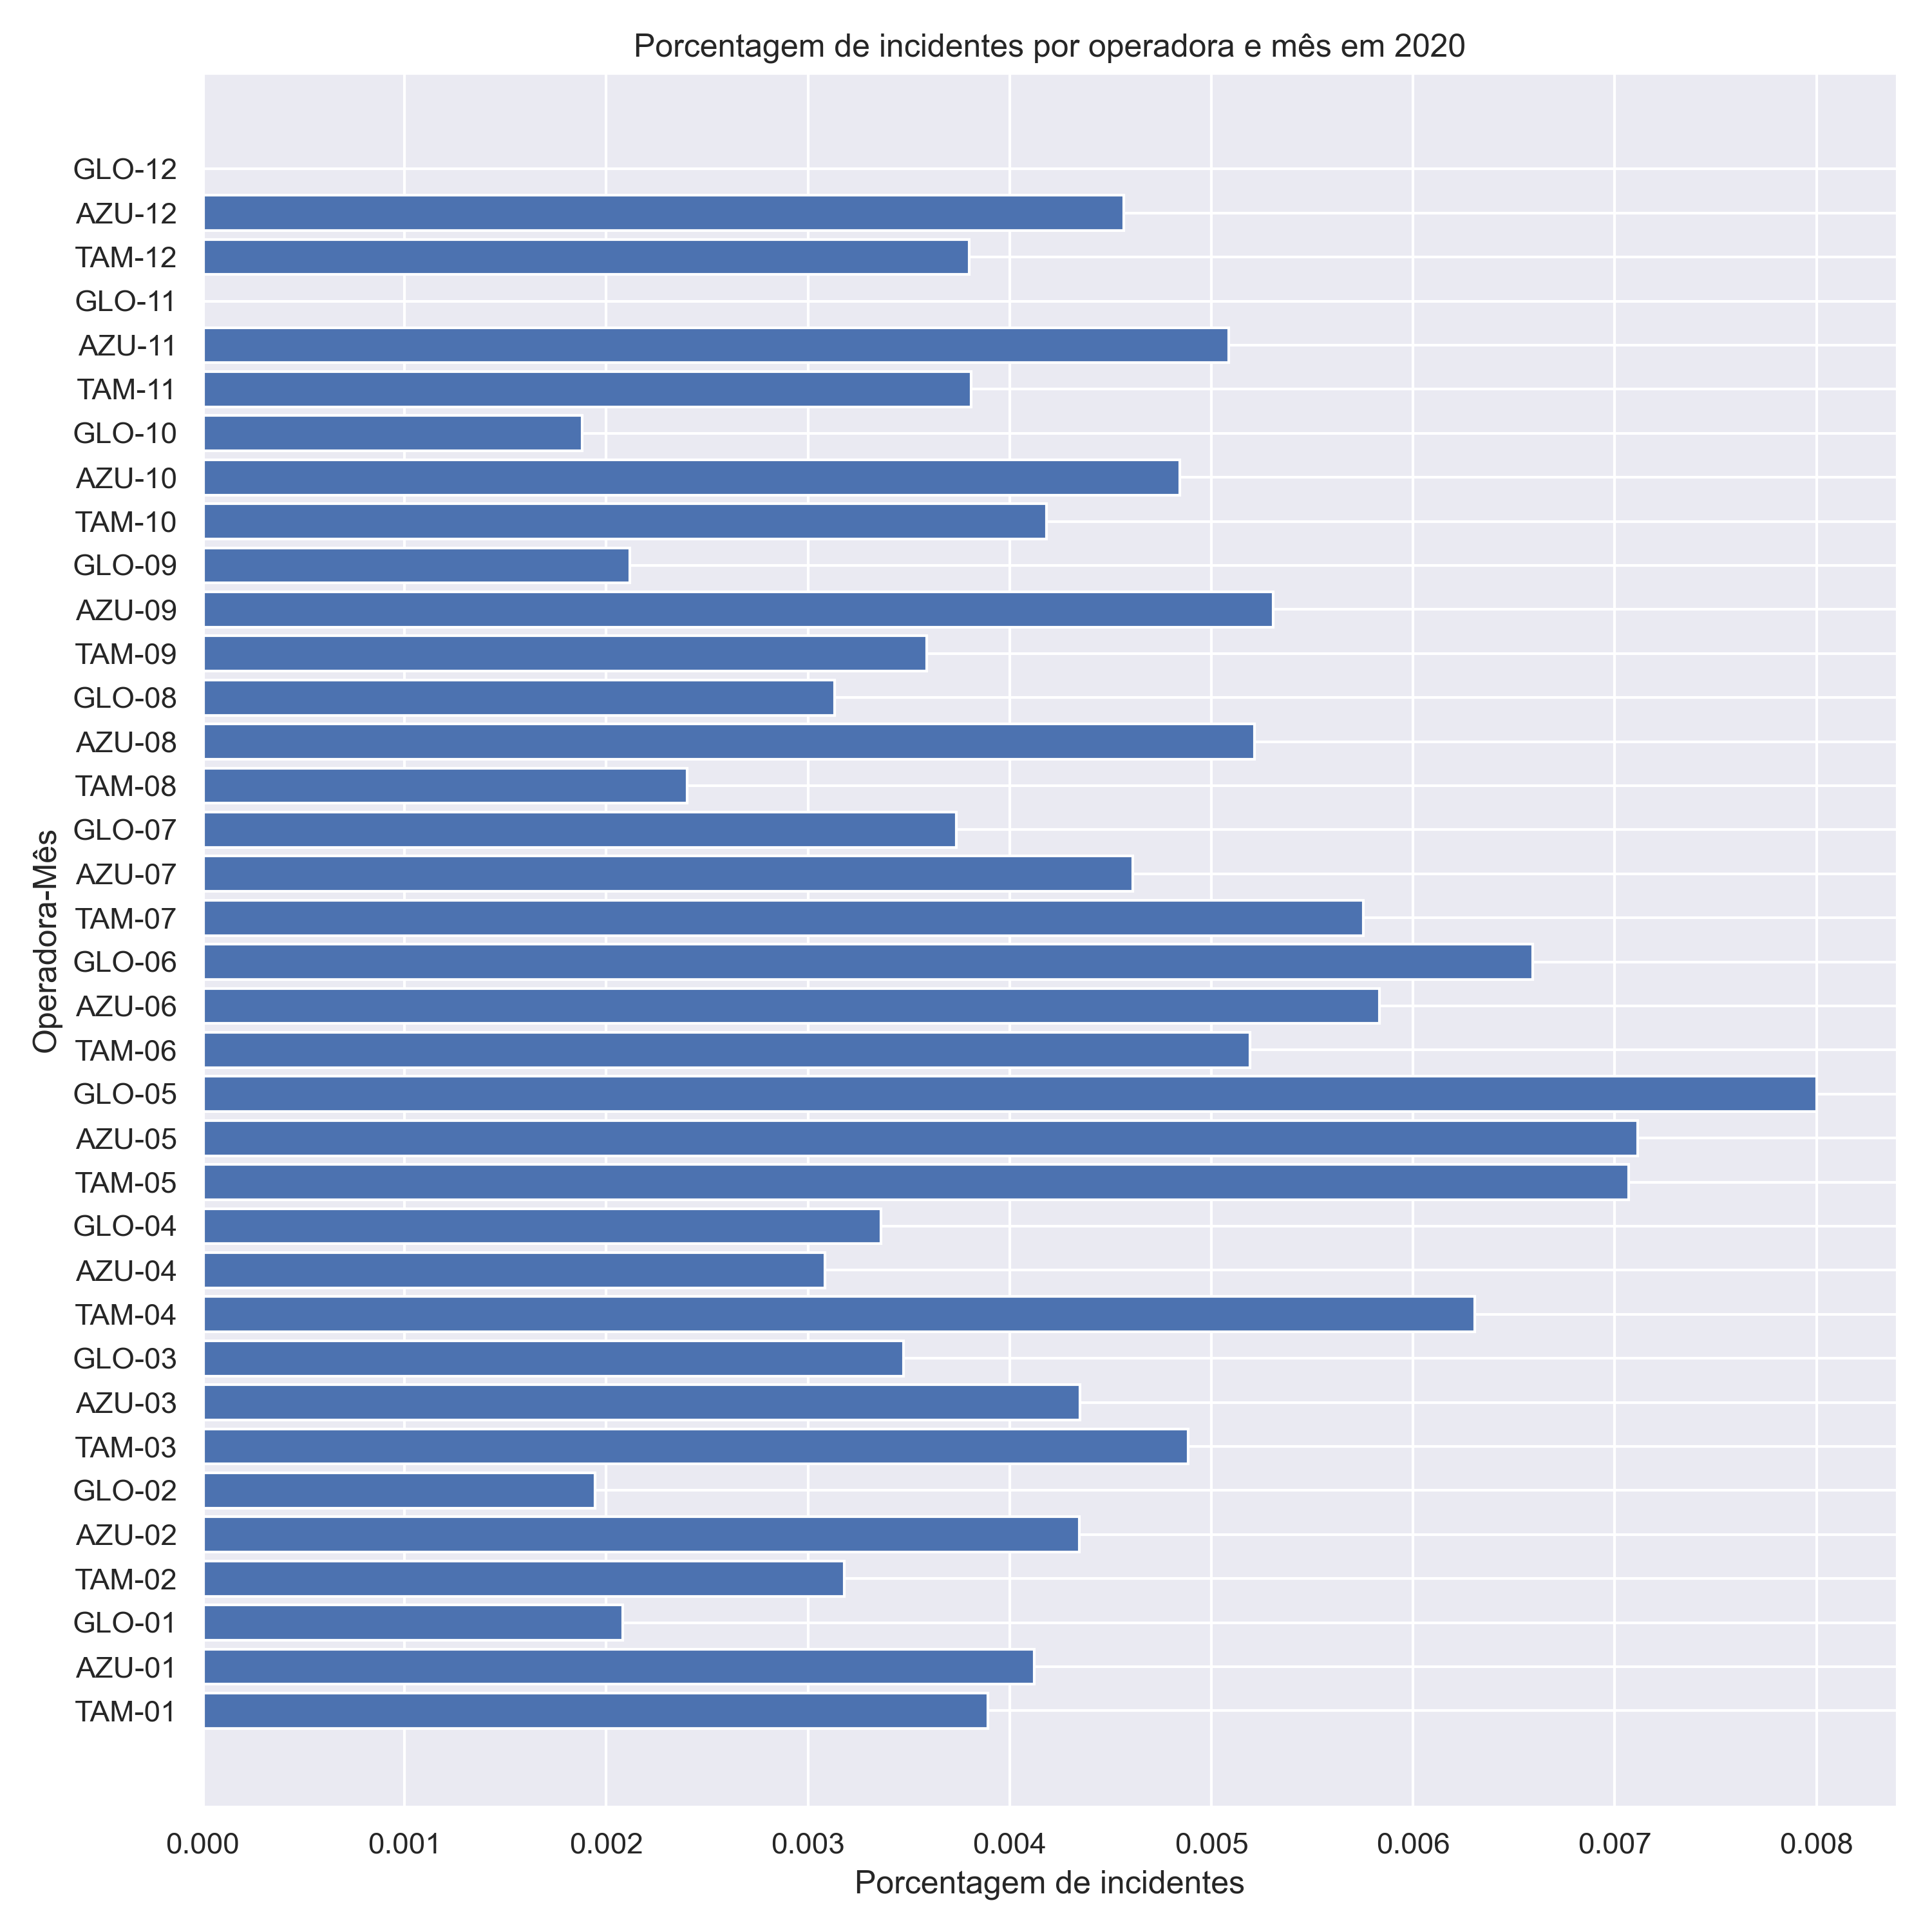 Porcentagem de incidentes por operadora e mês em 2020
GLO-12
AZU-12
TAM-12
GLO-11
AZU-11
TAM-11
GLO-10
AZU-10
TAM-10
GLO-09
AZU-09
TAM-09
GLO-08
AZU-08
TAM-08
GLO-07
AZU-07
TAM-07
GLO-06
AZU-06
TAM-06
GLO-05
AZU-05
TAM-05
GLO-04
AZU-04
TAM-04
GLO-03
AZU-03
TAM-03
GLO-02
AZU-02
TAM-02
GLO-01
AZU-01
TAM-01
Operadora-Mês
0.000 0.001 0.002 0.003 0.004 0.005 0.006 0.007 0.008
Porcentagem de incidentes